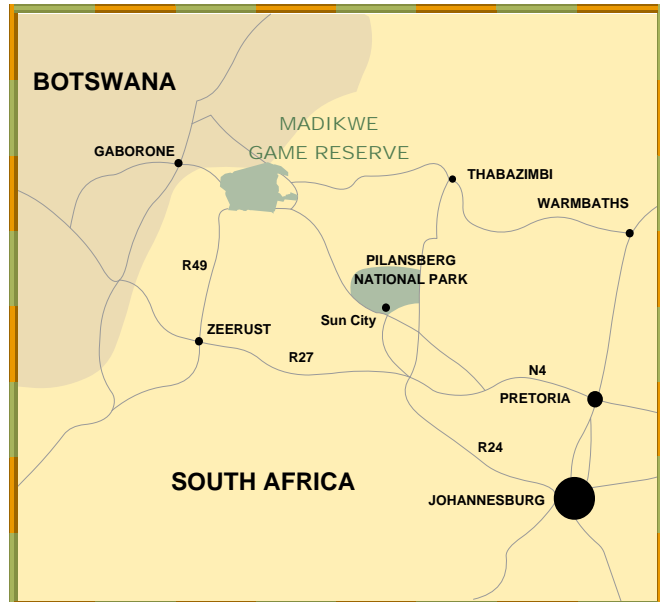 BOTSWANA
MADIKWE
GAME RESERVE
GABORONE
THABAZIMBI
WARMBATHS
PILANSBERG
NATIONAL PARK
R49
Sun City
ZEERUST
R27
N4
PRETORIA
R24
SOUTH AFRICA
JOHANNESBURG